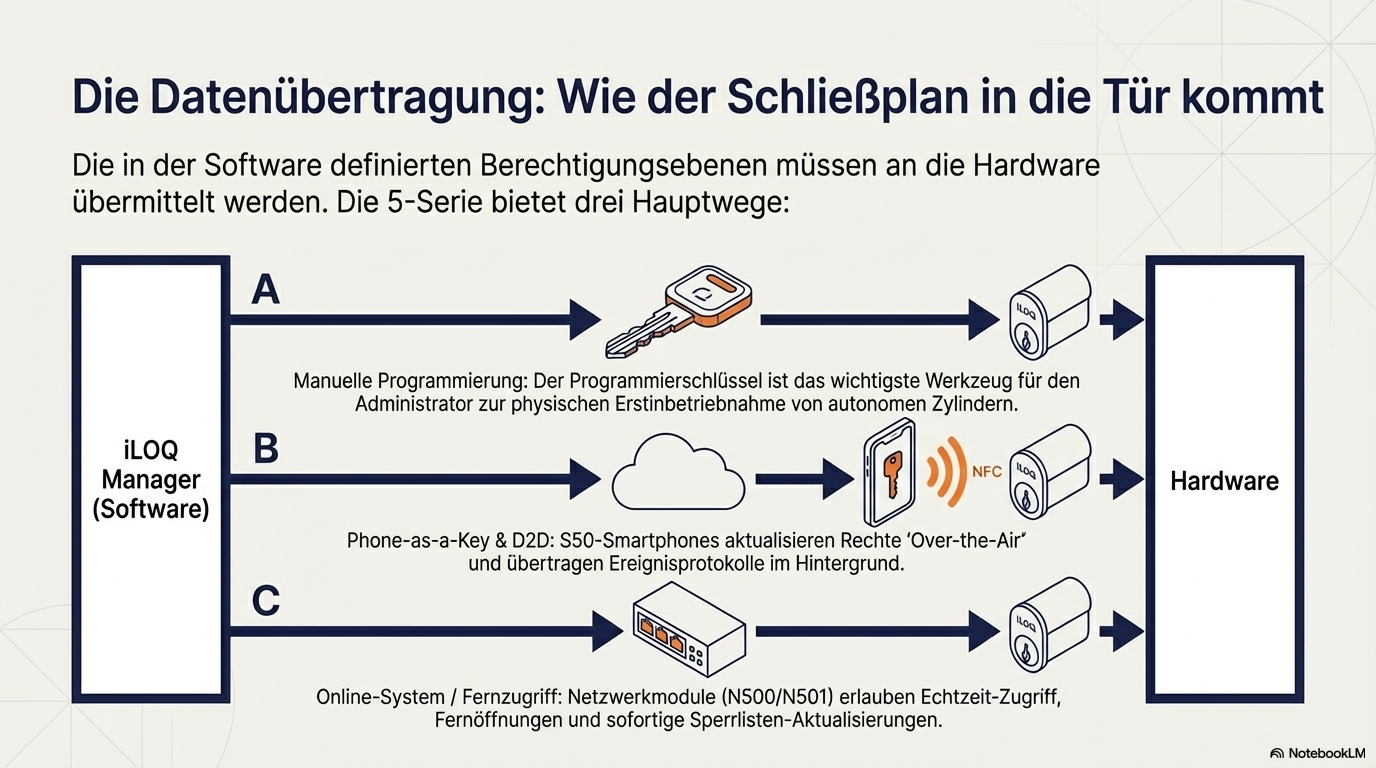 Die Datenübertragung: Wie der Schließplan in die Tür kommt
Die in der Software definierten Berechtigungsebenen müssen an die Hardware
übermittelt werden. Die 5-Serie bietet drei Hauptwege:
A
iLOQ
Manuelle Programmierung: Der Programmierschlüssel ist das wichtigste Werkzeug für den
Administrator zur physischen Erstinbetriebnahme von autonomen Zylindern.
iLOQ
Manager
(Software)
B
NFC
iLOQ
Hardware
Phone-as-a-Key & D2D: S50-Smartphones aktualisieren Rechte 'Over-the-Air'
und übertragen Ereignisprotokolle im Hintergrund.
C
iLOQ
Online-System / Fernzugriff: Netzwerkmodule (N500/N501) erlauben Echtzeit-Zugriff,
Fernöffnungen und sofortige Sperrlisten-Aktualisierungen.
NotebookLM